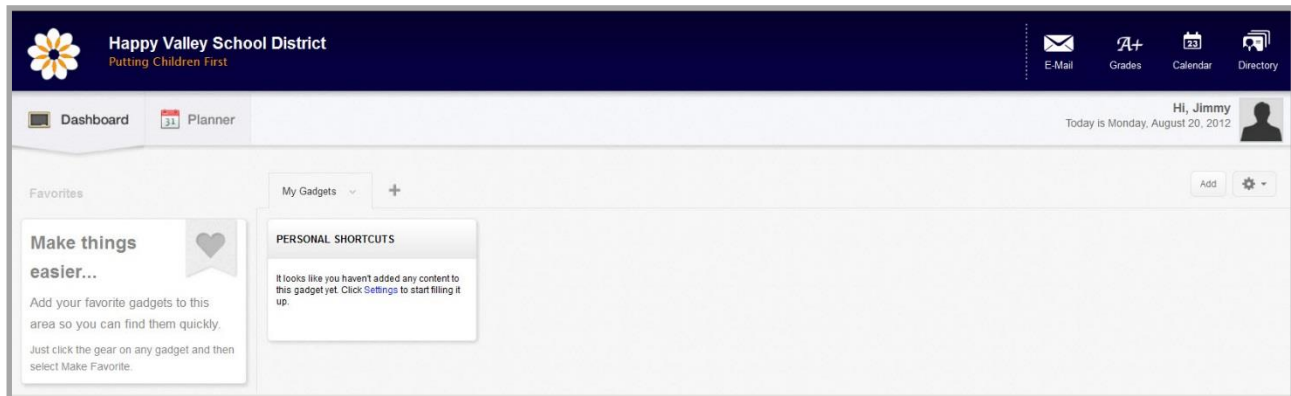 Happy Valley School District
Putting Children First
E-Mail
A+
Grades
23
Calendar
Directory
Dashboard
31
Planner
Hi, Jimmy
Today is Monday, August 20, 2012
Favorites
My Gadgets
+
Add
Make things
easier...
Add your favorite gadgets to this
area so you can find them quickly.
Just click the gear on any gadget and then
select Make Favorite.
PERSONAL SHORTCUTS
It looks like you haven't added any content to
this gadget yet. Click Settings to start filling it
up.